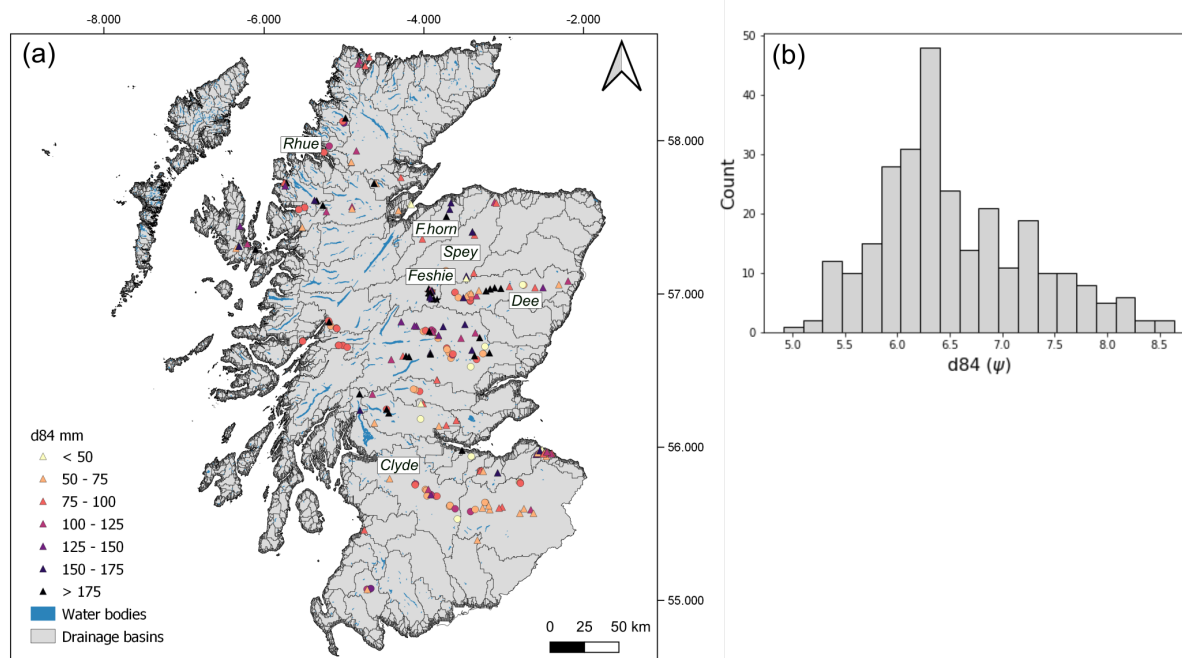 -8.000 -6.000 -4.000 -2.000
(a)
Rhue
F.horn
Spey
Feshie
Dee
Clyde
58.000
57.000
56.000
55.000
d84 mm
< 50
50 - 75
75 - 100
100 - 125
125 - 150
150 - 175
> 175
Water bodies
Drainage basins
0 25 50 km
(b)
50
40
30
20
10
0
Count
5.0 5.5 6.0 6.5 7.0 7.5 8.0 8.5
d84 (ψ)